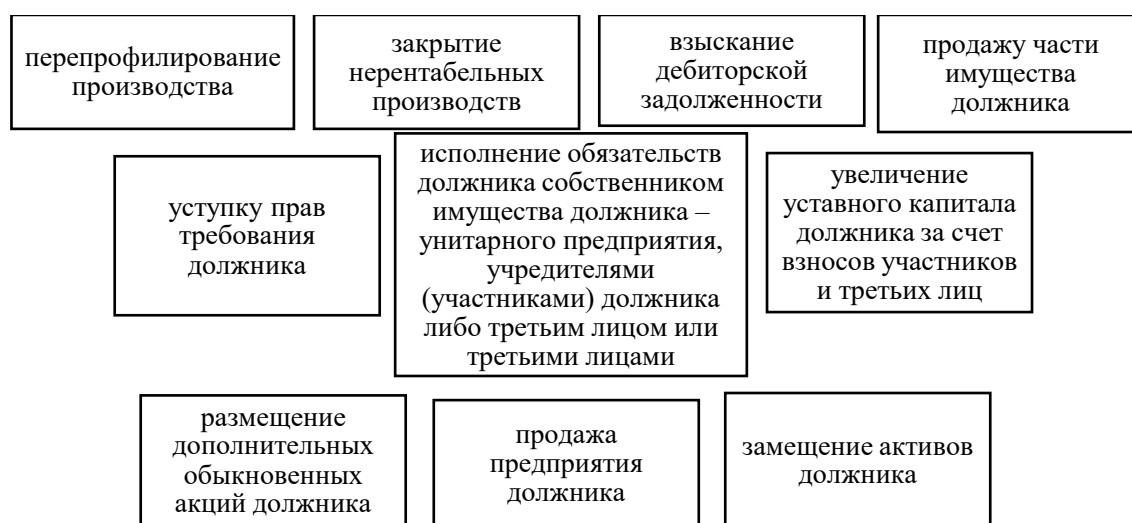 перепрофилирование
производства
закрытие
нерентабельных
производств
взыскание
дебиторской
задолженности
продажу части
имущества
должника
уступку прав
требования
должника
исполнение обязательств
должника собственником
имущества должника –
унитарного предприятия,
учредителями
(участниками) должника
либо третьим лицом или
третьими лицами
увеличение
уставного капитала
должника за счет
взносов участников
и третьих лиц
размещение
дополнительных
обыкновенных
акций должника
продажа
предприятия
должника
замещение активов
должника